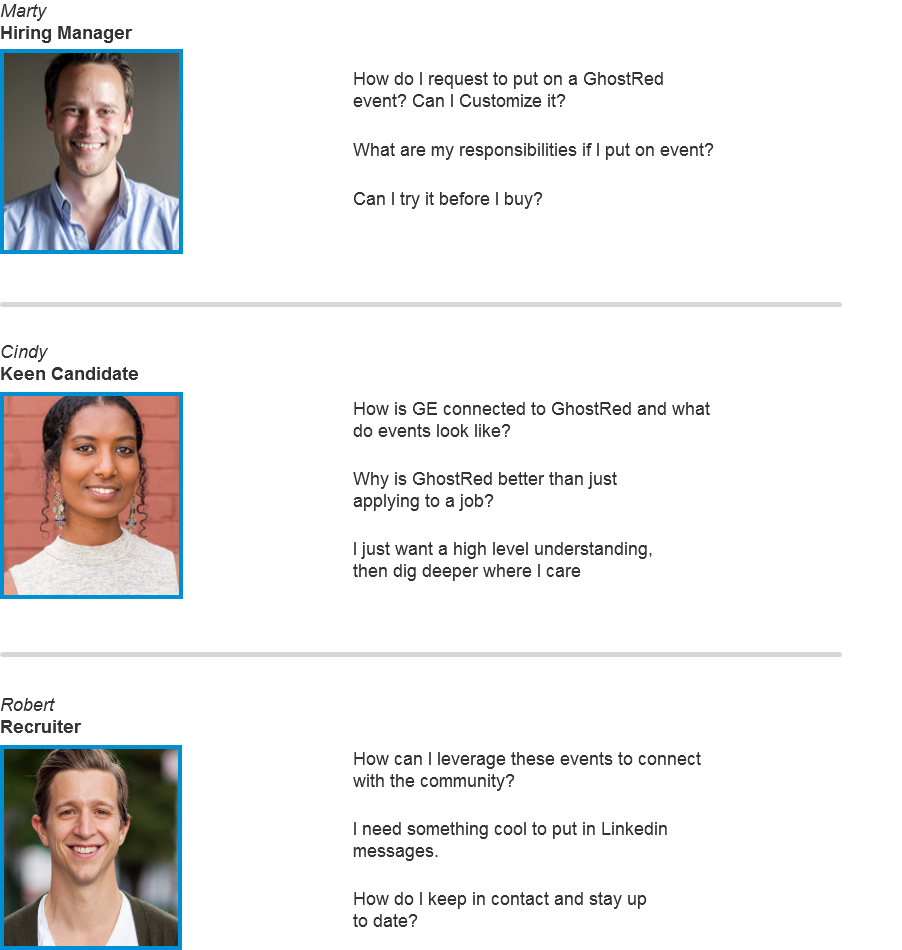 Marty
Hiring Manager
How do I request to put on a GhostRed
event? Can I Customize it?
What are my responsibilities if I put on event?
Can I try it before I buy?
Cindy
Keen Candidate
How is GE connected to GhostRed and what
do events look like?
Why is GhostRed better than just
applying to a job?
I just want a high level understanding,
then dig deeper where I care
Robert
Recruiter
How can I leverage these events to connect
with the community?
I need something cool to put in Linkedin
messages.
How do I keep in contact and stay up
to date?